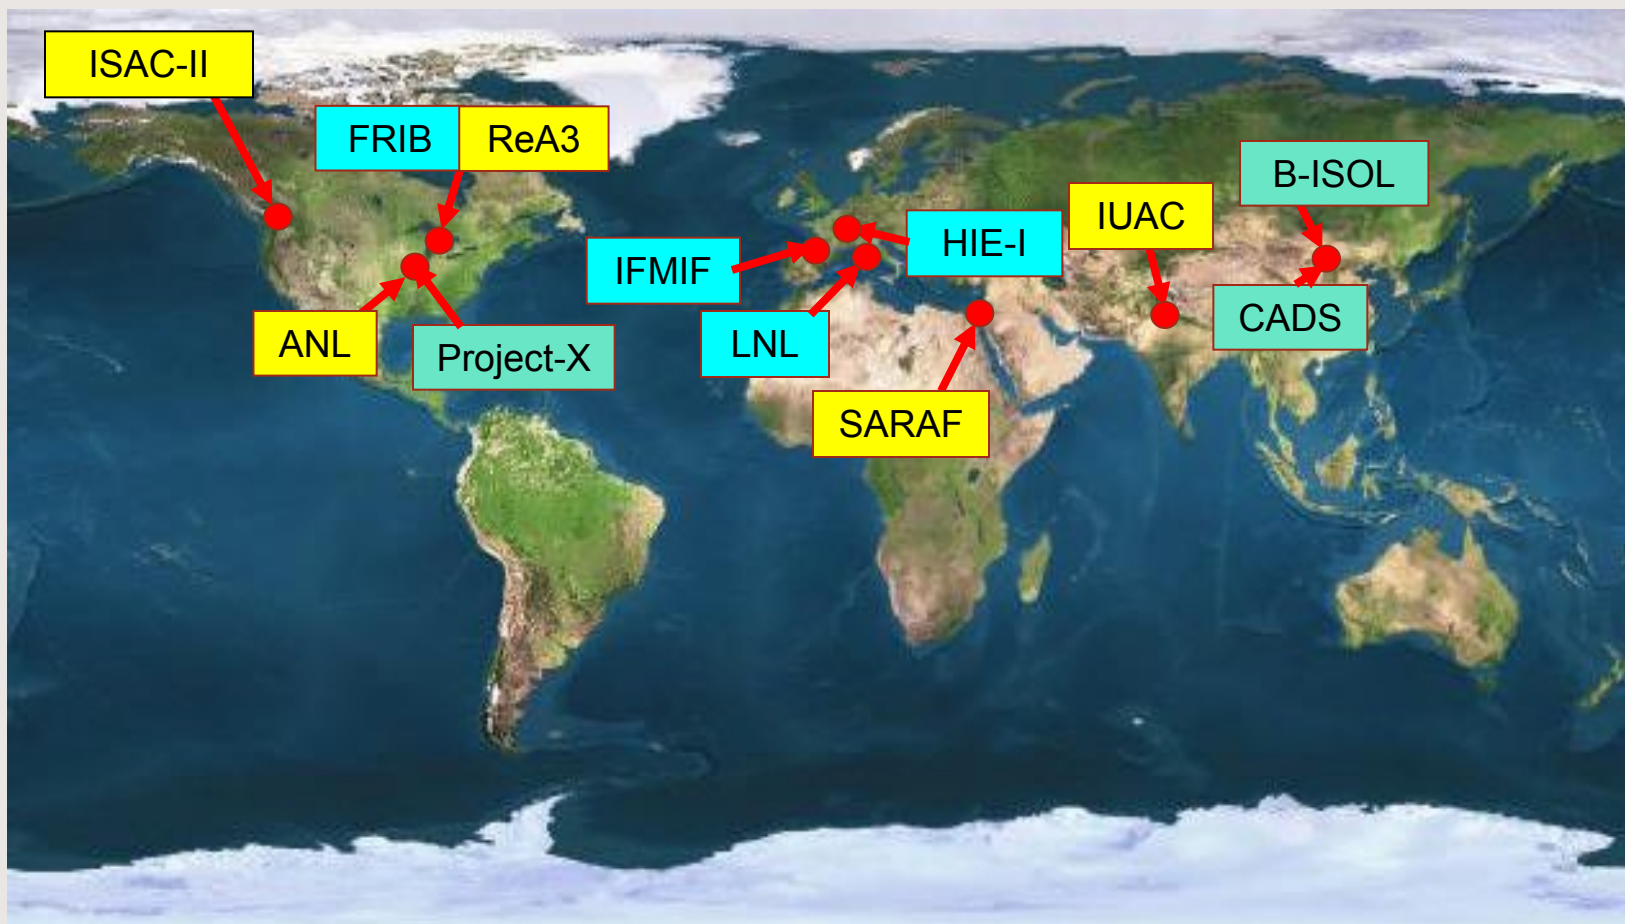 ISAC-II
FRIB
ReA3
B-ISOL
IUAC
HIE-I
IFMIF
CADS
ANL
Project-X
LNL
SARAF